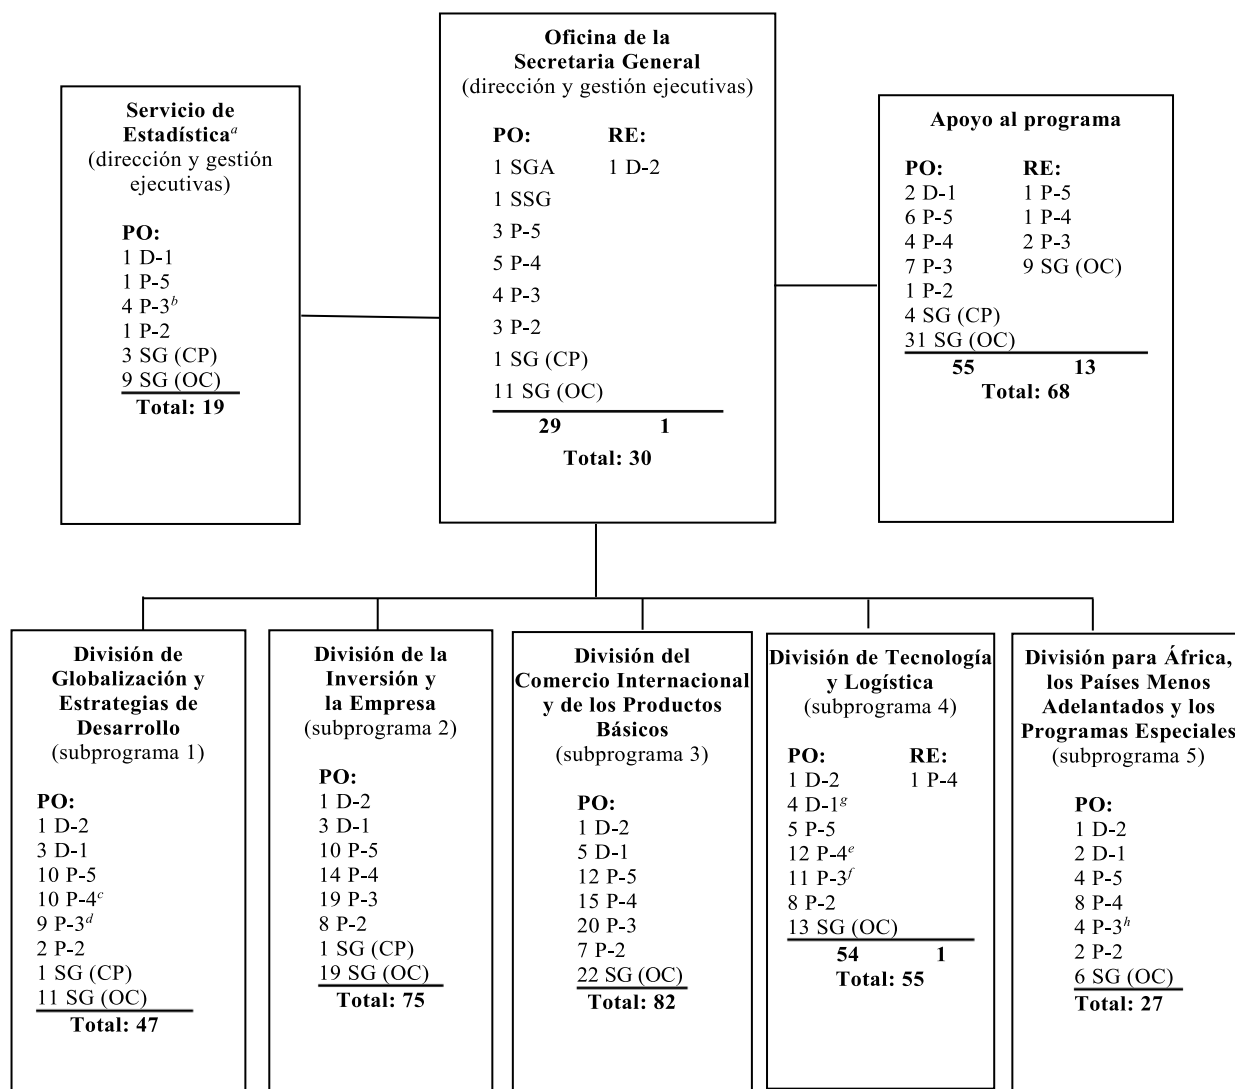 Oficina de la
Secretaria General
(dirección y gestión ejecutivas)
PO: RE:
1 SGA 1 D-2
1 SSG
3 P-5
5 P-4
4 P-3
3 P-2
1 SG (CP)
11 SG (OC)
29 1
Total: 30
Servicio de
Estadística^a
(dirección y gestión
ejecutivas)
PO:
1 D-1
1 P-5
4 P-3^b
1 P-2
3 SG (CP)
9 SG (OC)
Total: 19
Apoyo al programa
PO: RE:
2 D-1 1 P-5
6 P-5 1 P-4
4 P-4 2 P-3
7 P-3 9 SG (OC)
1 P-2
4 SG (CP)
31 SG (OC)
55 13
Total: 68
División de
Globalización y
Estrategias de
Desarrollo
(subprograma 1)
PO:
1 D-2
3 D-1
10 P-5
10 P-4^c
9 P-3^d
2 P-2
1 SG (CP)
11 SG (OC)
Total: 47
División de la
Inversión y
la Empresa
(subprograma 2)
PO:
1 D-2
3 D-1
10 P-5
14 P-4
19 P-3
8 P-2
1 SG (CP)
19 SG (OC)
Total: 75
División del
Comercio Internacional
y de los Productos
Básicos
(subprograma 3)
PO:
1 D-2
5 D-1
12 P-5
15 P-4
20 P-3
7 P-2
22 SG (OC)
Total: 82
División de Tecnología
y Logística
(subprograma 4)
PO: RE:
1 D-2 1 P-4
4 D-1^g
5 P-5
12 P-4^e
11 P-3^f
8 P-2
13 SG (OC)
54 1
Total: 55
División para África,
los Países Menos
Adelantados y los
Programas Especiales
(subprograma 5)
PO:
1 D-2
2 D-1
4 P-5
8 P-4
4 P-3^h
2 P-2
6 SG (OC)
Total: 27